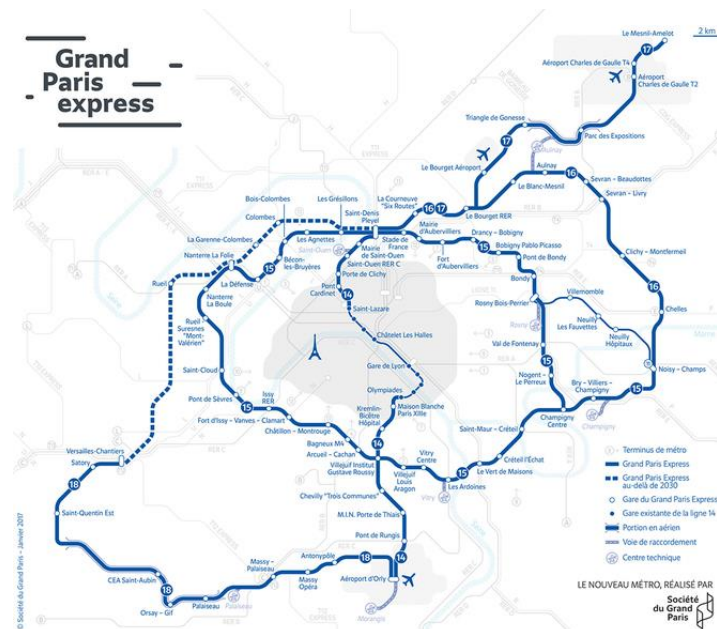 Grand
Paris
express
2 km
Le Mesnil-Amelot
17
Aéroport Charles de Gaulle T4
Aéroport
Charles de Gaulle T2
Triangle de Gonesse
Parc des Expositions
17
Le Bourget Aéroport
Aulnay
Aulnay
16
Le Blanc-Mesnil
Sevran - Beaudottes
Sevran - Livry
Bois-Colombes
Les Grésillons
La Courneuve
"Six Routes"
16
17
Le Bourget RER
Colombes
Saint-Denis
Pleyel
La Garenne-Colombes
Les Agnettes
Stade de
France
Mairie
d'Aubervilliers
Drancy - Bobigny
15
Bobigny Pablo Picasso
Clichy - Montfermeil
Nanterre La Folie
Bécon-
les-Bruyères
15
Saint-Ouen
Mairie
de Saint-Ouen
Saint-Ouen RER C
Fort
d'Aubervilliers
Pont de Bondy
Rueil
La Défense
Porte de Clichy
Bondy
Pont
Cardinet
14
Nanterre
La Boule
Saint-Lazare
Rosny Bois-Perrier
Villemomble
16
Chelles
Rueil
Suresnes
"Mont-
Valérien"
Châtelet Les Halles
Rosny
Neuilly
Les Fauvettes
Neuilly
Hôpitaux
Val de Fontenay
Saint-Cloud
Gare de Lyon
Noisy - Champs
Nogent -
Le Perreux
Bry - Villiers -
Champigny
15
Pont de Sèvres
15
Issy
RER
Olympiades
Maison Blanche
Paris XIIIe
Kremlin-
Bicêtre
Hôpital
Champigny
Centre
Champigny
Fort d'Issy - Vanves - Clamart
Châtillon - Montrouge
14
Saint-Maur - Créteil
Bagneux M4
Arcueil - Cachan
Vitry
Centre
Créteil l'Échat
Versailles-Chantiers
Villejuif Institut
Gustave Roussy
Villejuif
Louis
Aragon
15
Le Vert de Maisons
Satory
Les Ardoines
Vitry
18
Chevilly "Trois Communes"
Saint-Quentin Est
M.I.N. Porte de Thiais
Pont de Rungis
Antonypôle
18
14
Massy -
Palaiseau
Massy
Opéra
Aéroport d'Orly
CEA Saint-Aubin
18
Orsay - Gif
Palaiseau
Palaiseau
Morangis
Terminus de métro
Grand Paris Express
Grand Paris Express
au-delà de 2030
Gare du Grand Paris Express
Gare existante de la ligne 14
Portion en aérien
Voie de raccordement
Centre technique
LE NOUVEAU MÉTRO, RÉALISÉ PAR
Société
du Grand
Paris
© Société du Grand Paris - Janvier 2017